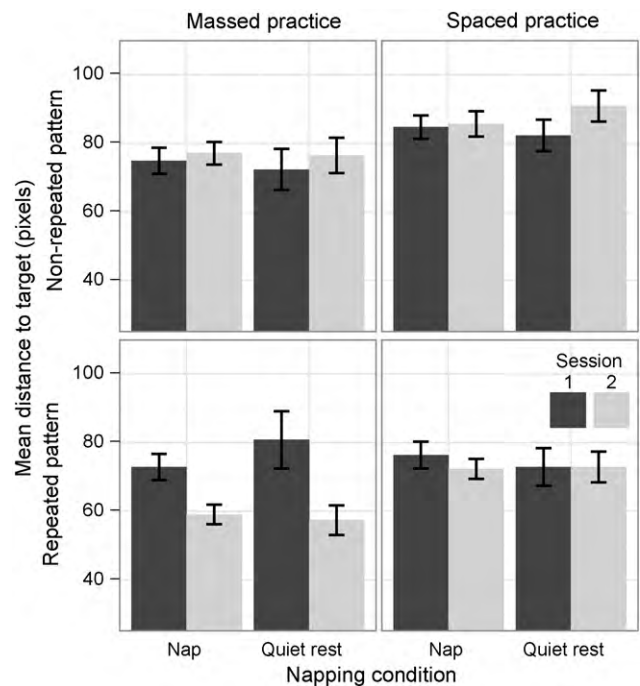 Massed practice Spaced practice
Mean distance to target (pixels)
Non-repeated pattern
100
80
60
40
Repeated pattern
100
80
60
40
Session
1 2
Nap Quiet rest Nap Quiet rest
Napping condition